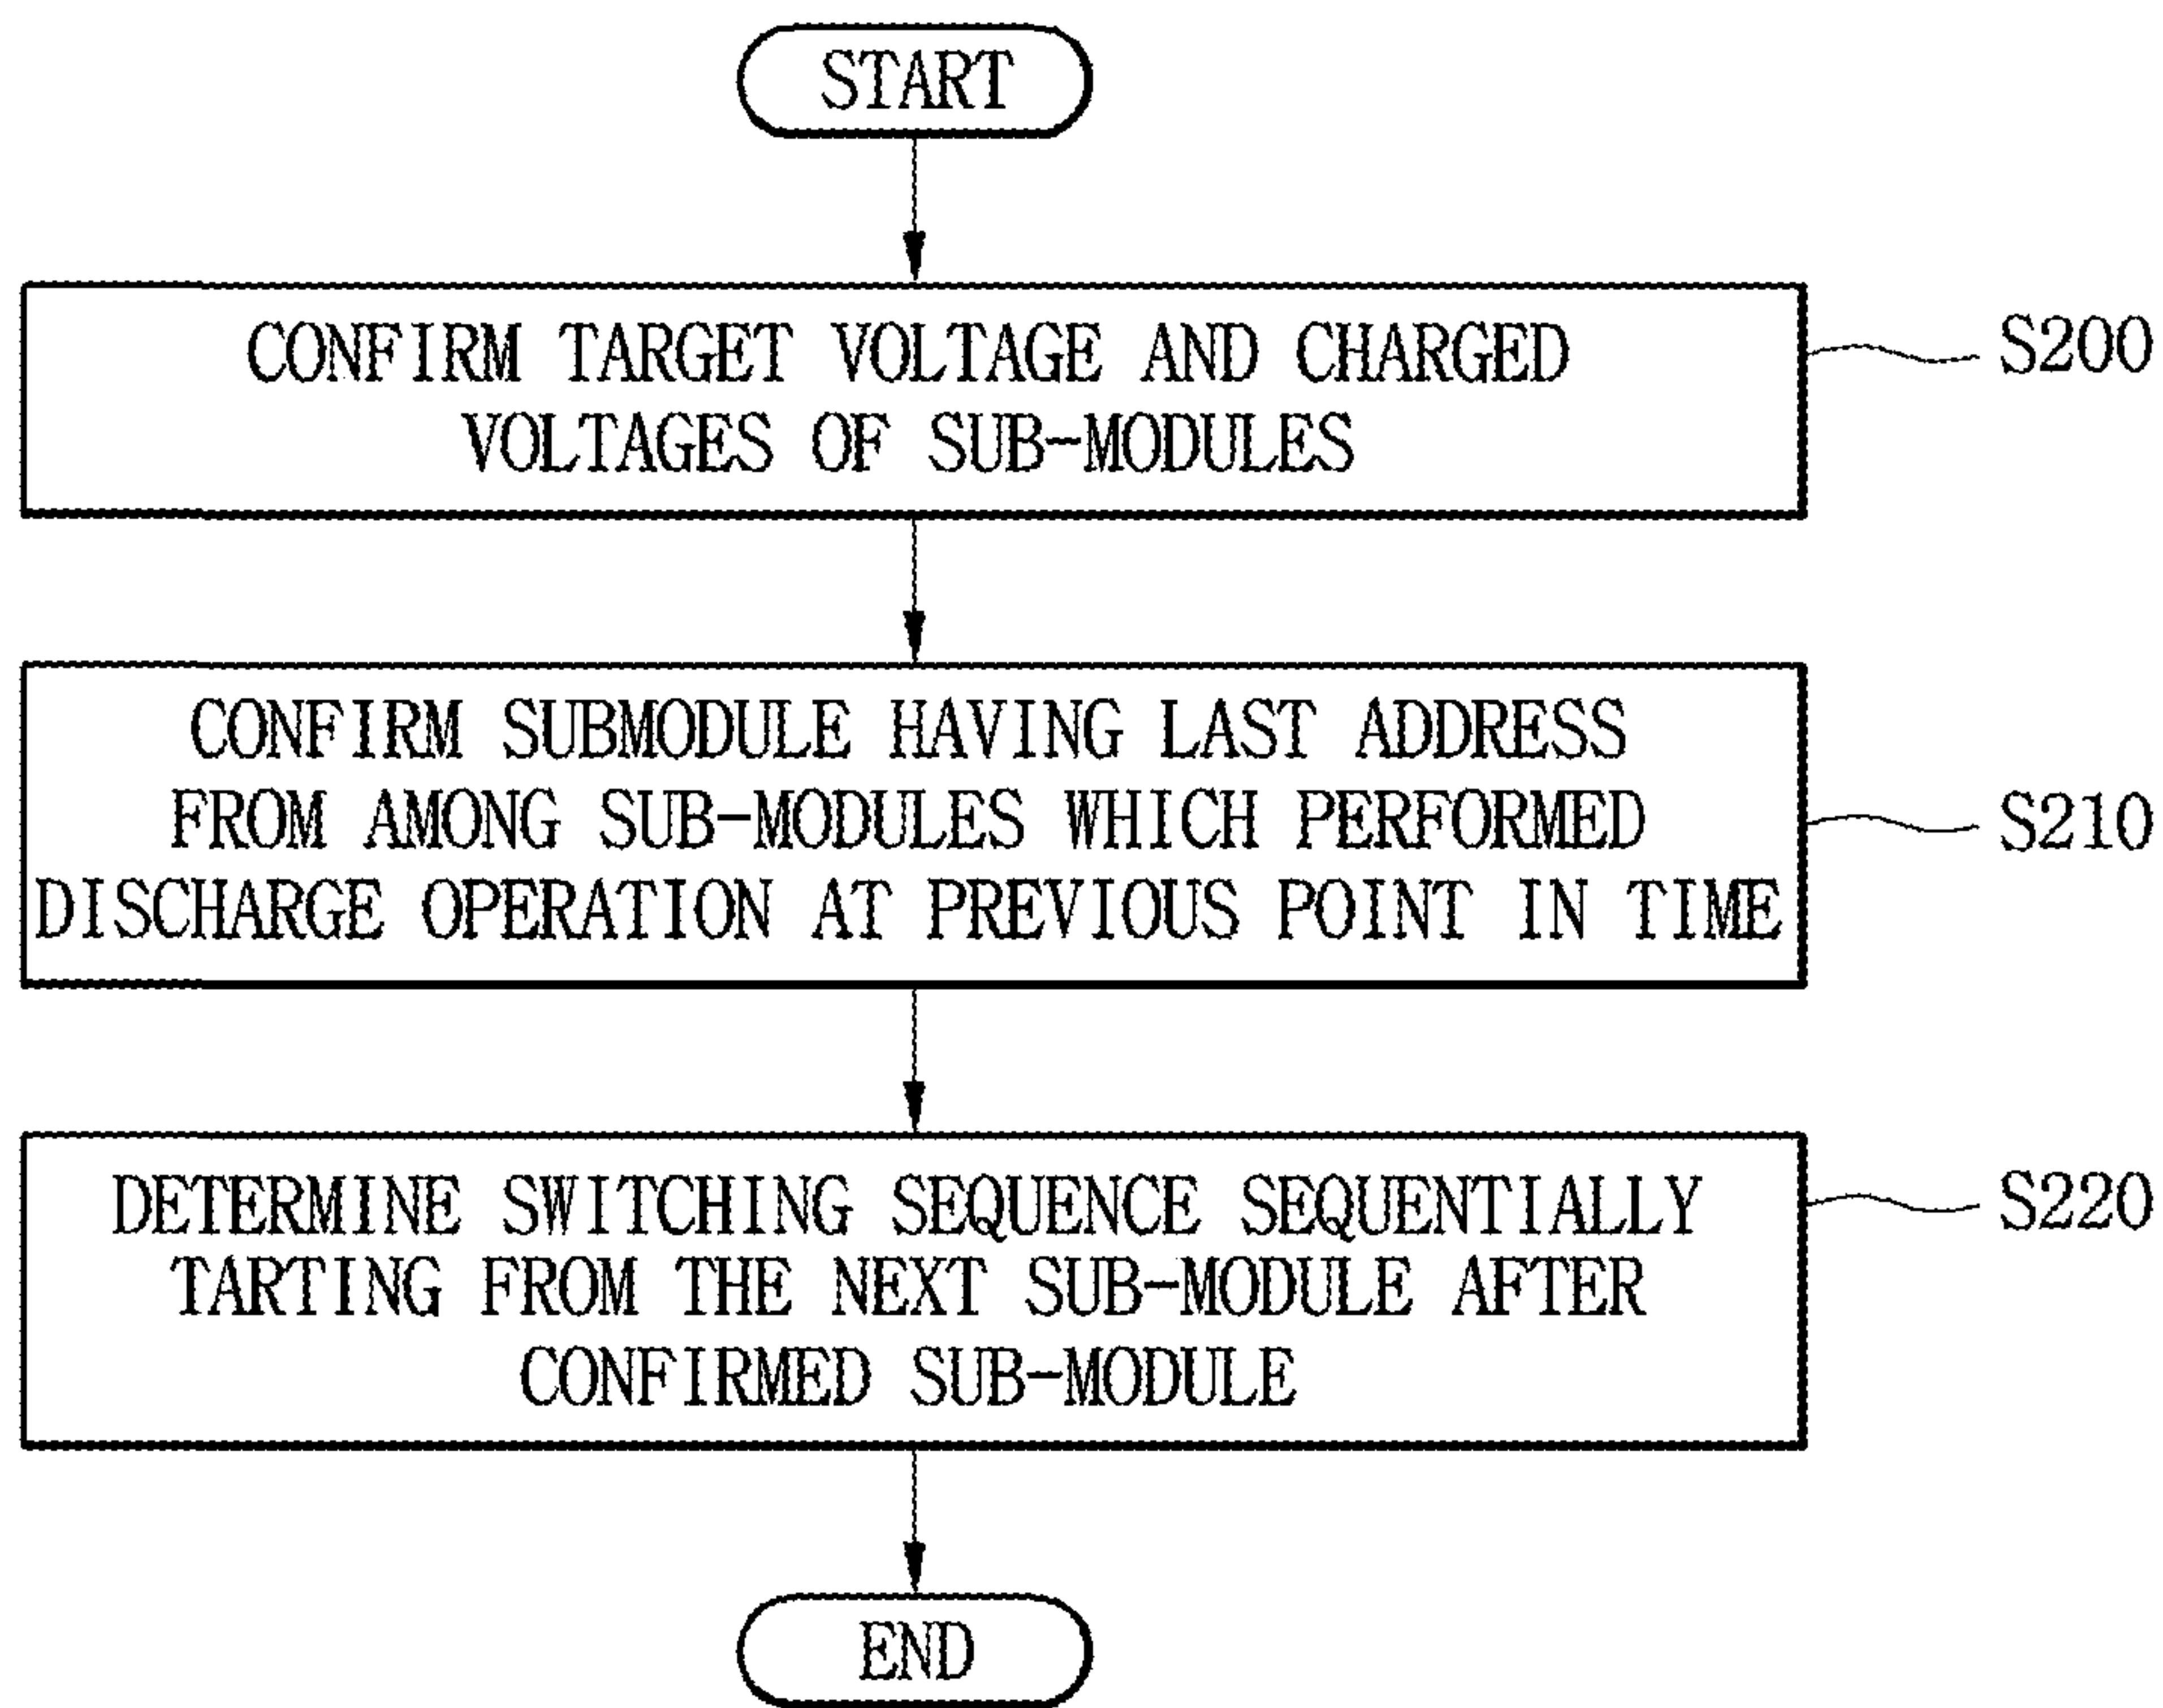 START
CONFIRM TARGET VOLTAGE AND CHARGED
VOLTAGES OF SUB-MODULES
S200
CONFIRM SUBMODULE HAVING LAST ADDRESS
FROM AMONG SUB-MODULES WHICH PERFORMED
DISCHARGE OPERATION AT PREVIOUS POINT IN TIME
S210
DETERMINE SWITCHING SEQUENCE SEQUENTIALLY
TARTING FROM THE NEXT SUB-MODULE AFTER
CONFIRMED SUB-MODULE
S220
END